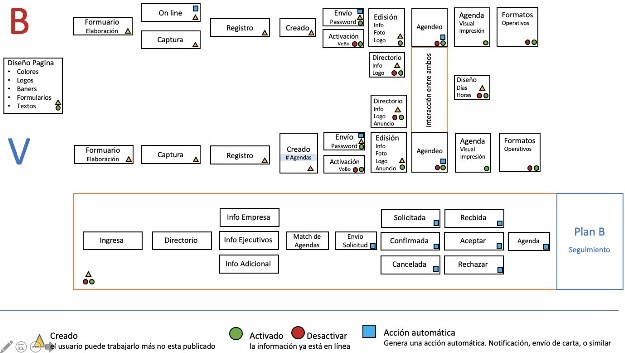 B
Formuario
Elaboración
On line
Captura
Registro
Creado
Envío
Password
Activación
VoBo
Edisión
Info
Foto
Logo
Agendeo
Agenda
Visual
Impresión
Formatos
Operativos
Diseño Pagina
• Colores
• Logos
• Baners
• Formularios
• Textos
Directorio
Info
Logo
Interacción entre ambos
Diseño
Días
Horas
Directorio
Info
Logo
Anuncio
V
Formuario
Elaboración
Captura
Registro
Creado
# Agendas
Envío
Password
Activación
VoBo
Edisión
Info
Foto
Logo
Anuncio
Agendeo
Agenda
Visual
Impresión
Formatos
Operativos
Ingresa
Directorio
Info Empresa
Info Ejecutivos
Info Adicional
Match de
Agendas
Envío
Solicitud
Solicitada
Confirmada
Cancelada
Recbida
Aceptar
Rechazar
Agenda
Plan B
Seguimiento
Creado
el usuario puede trabajarlo más no esta publicado
Activado
Desactivar
la información ya está en línea
Acción automática
Genera una acción automática. Notificación, envío de carta, o similar